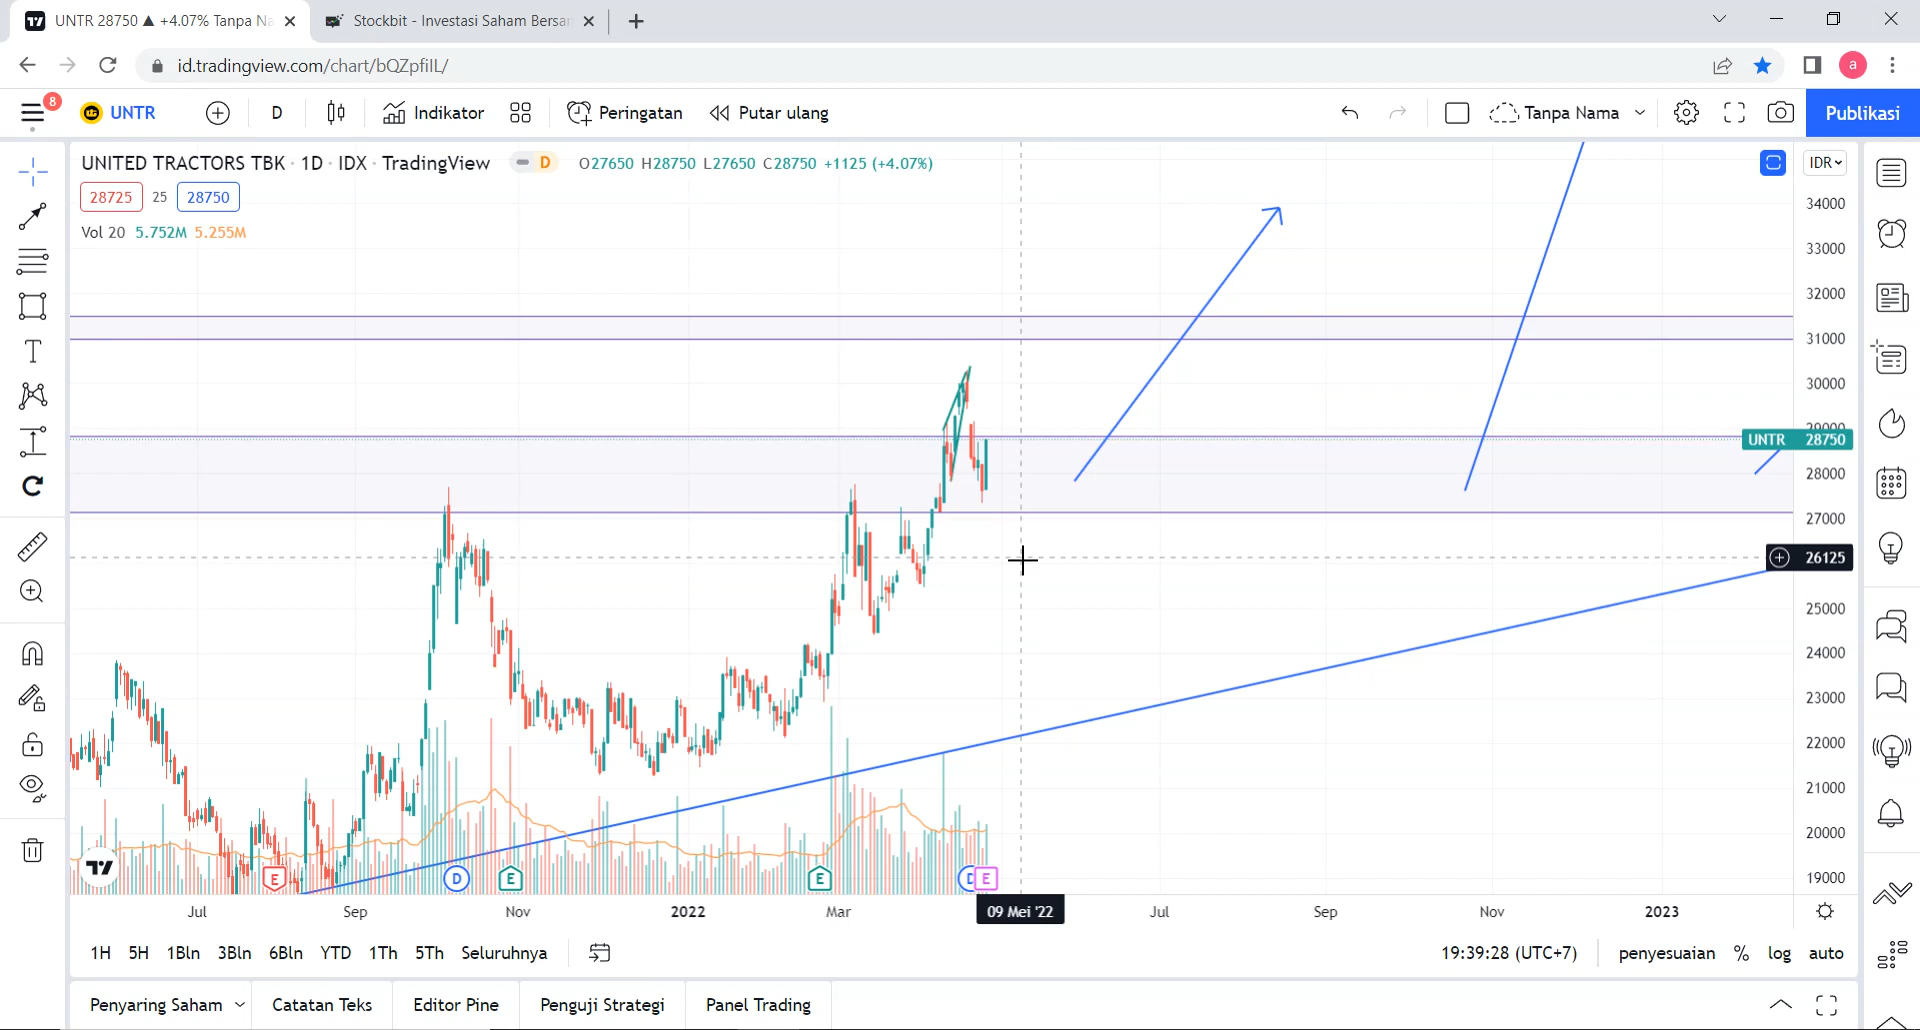 UNTR 28750 ▲ +4.07% Tanpa Na
Stockbit - Investasi Saham Bersan
id.tradingview.com/chart/bQZpfiIL/
a
8
UNTR
D
Indikator
Peringatan
Putar ulang
Tanpa Nama
Publikasi
UNITED TRACTORS TBK · 1D · IDX · TradingView
D
O27650 H28750 L27650 C28750 +1125 (+4.07%)
IDR
28725
25
28750
Vol 20 5.752M 5.255M
34000
33000
32000
31000
30000
29000
UNTR 28750
28000
27000
26125
25000
24000
23000
22000
21000
20000
19000
E
D
E
E
D
E
Jul
Sep
Nov
2022
Mar
09 Mei '22
Jul
Sep
Nov
2023
1H 5H 1Bln 3Bln 6Bln YTD 1Th 5Th Seluruhnya
19:39:28 (UTC+7)
penyesuaian % log auto
Penyaring Saham
Catatan Teks
Editor Pine
Penguji Strategi
Panel Trading